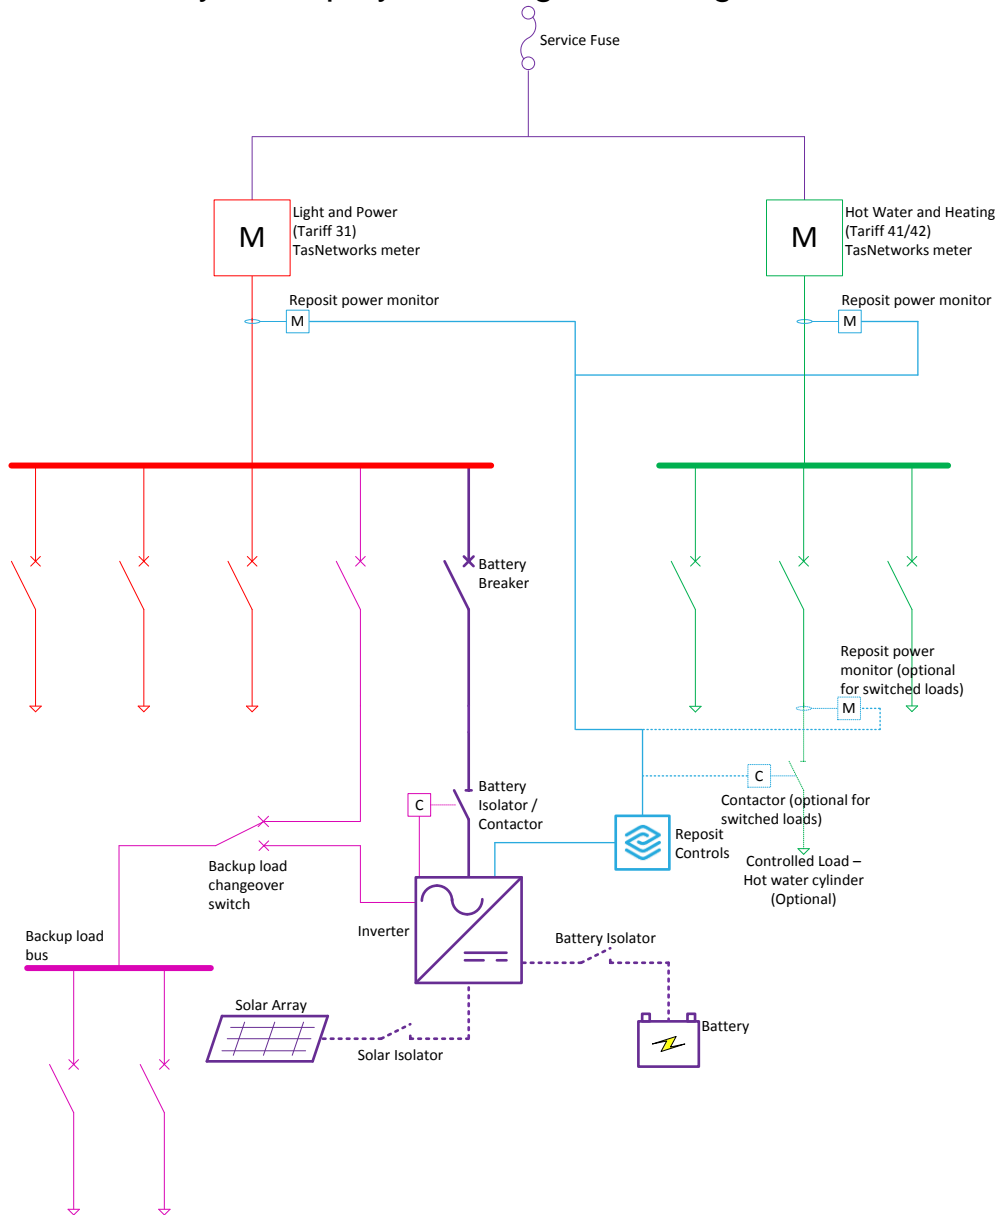 Service Fuse
M
Light and Power
(Tariff 31)
TasNetworks meter
M
Hot Water and Heating
(Tariff 41/42)
TasNetworks meter
Reposit power monitor
M
Reposit power monitor
M
Battery
Breaker
Reposit power
monitor (optional
for switched loads)
M
C
Battery
Isolator /
Contactor
C
Contactor (optional for
switched loads)
Reposit
Controls
Controlled Load –
Hot water cylinder
(Optional)
Backup load
changeover
switch
Inverter
Backup load
bus
Battery Isolator
Solar Array
Solar Isolator
Battery